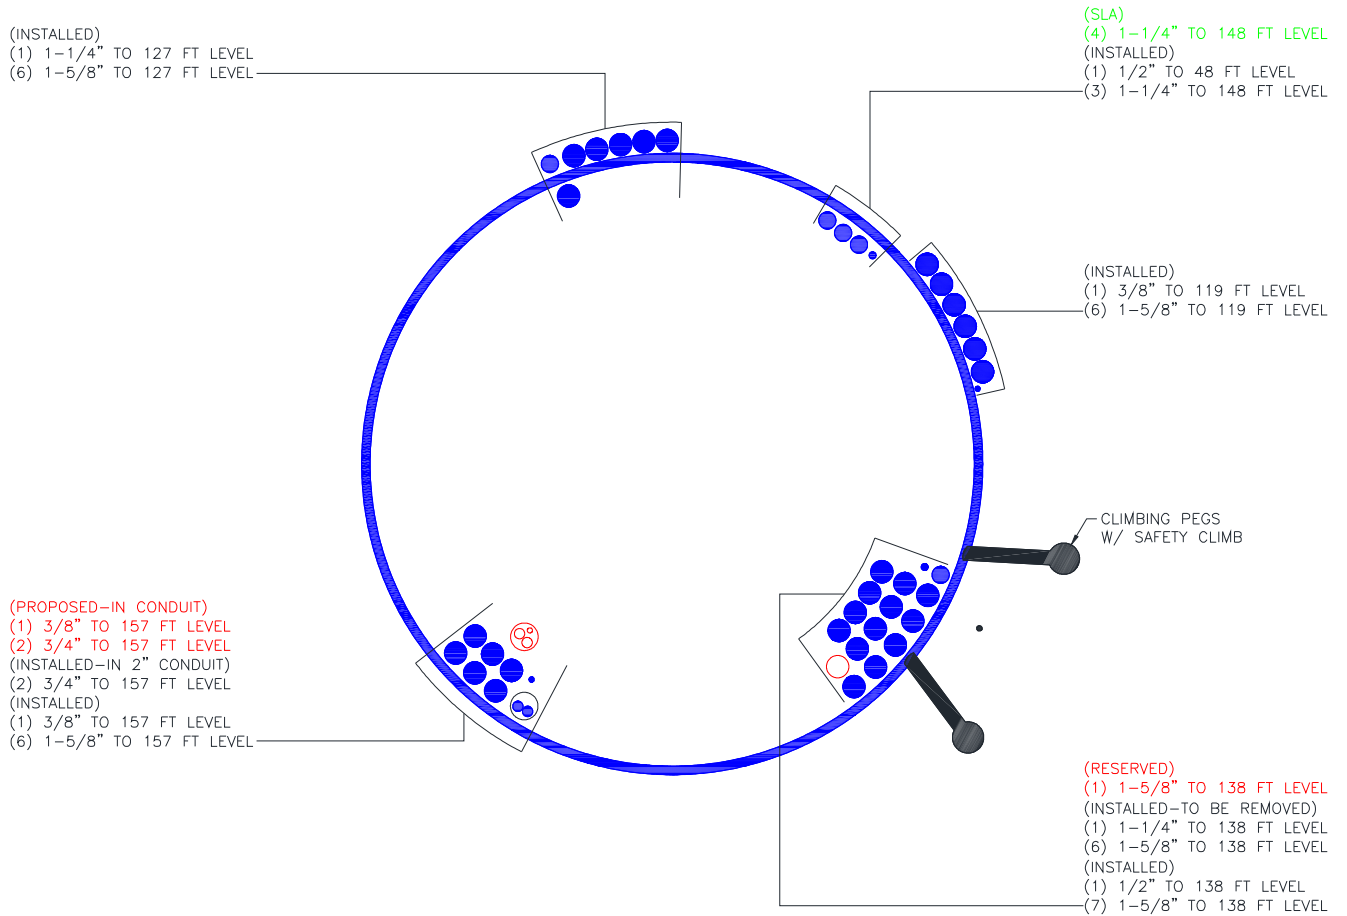 (INSTALLED)
(1) 1-1/4" TO 127 FT LEVEL
(6) 1-5/8" TO 127 FT LEVEL
(SLA)
(4) 1-1/4" TO 148 FT LEVEL
(INSTALLED)
(1) 1/2" TO 48 FT LEVEL
(3) 1-1/4" TO 148 FT LEVEL
(INSTALLED)
(1) 3/8" TO 119 FT LEVEL
(6) 1-5/8" TO 119 FT LEVEL
CLIMBING PEGS
W/ SAFETY CLIMB
(PROPOSED-IN CONDUIT)
(1) 3/8" TO 157 FT LEVEL
(2) 3/4" TO 157 FT LEVEL
(INSTALLED-IN 2" CONDUIT)
(2) 3/4" TO 157 FT LEVEL
(INSTALLED)
(1) 3/8" TO 157 FT LEVEL
(6) 1-5/8" TO 157 FT LEVEL
(RESERVED)
(1) 1-5/8" TO 138 FT LEVEL
(INSTALLED-TO BE REMOVED)
(1) 1-1/4" TO 138 FT LEVEL
(6) 1-5/8" TO 138 FT LEVEL
(INSTALLED)
(1) 1/2" TO 138 FT LEVEL
(7) 1-5/8" TO 138 FT LEVEL